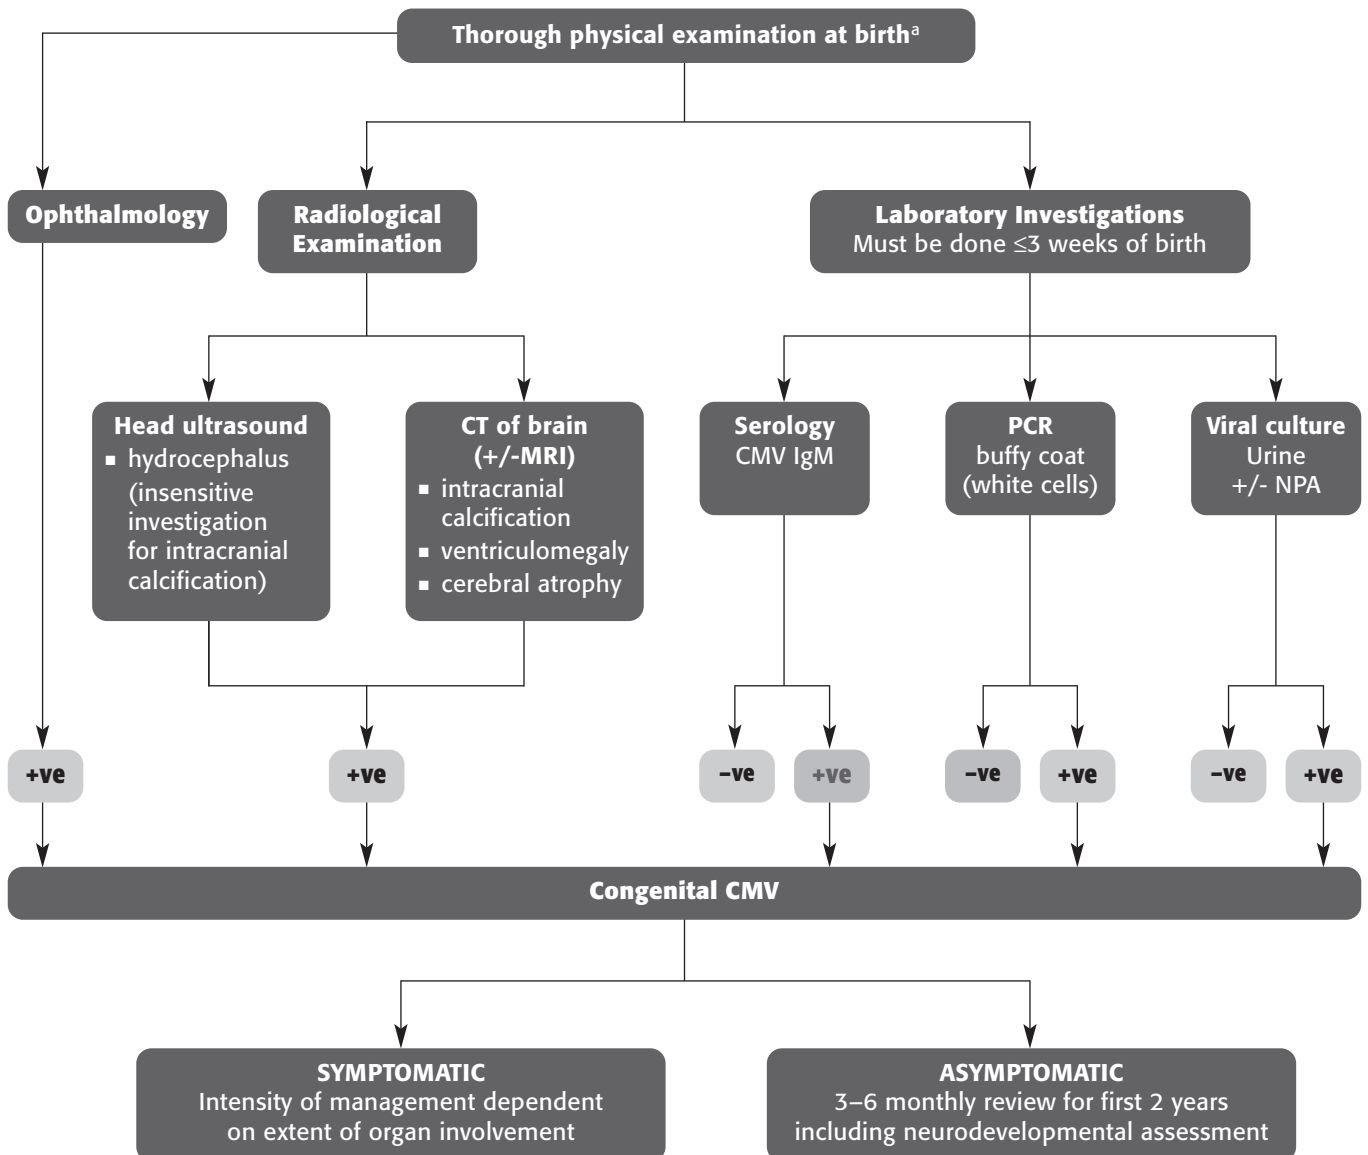 Thorough physical examination at birthᵃ
Ophthalmology
Radiological
Examination
Laboratory Investigations
Must be done ≤3 weeks of birth
Head ultrasound
▪ hydrocephalus
(insensitive
investigation
for intracranial
calcification)
CT of brain
(+/-MRI)
▪ intracranial
calcification
▪ ventriculomegaly
▪ cerebral atrophy
Serology
CMV IgM
PCR
buffy coat
(white cells)
Viral culture
Urine
+/- NPA
+ve
+ve
–ve
+ve
–ve
+ve
–ve
+ve
Congenital CMV
SYMPTOMATIC
Intensity of management dependent
on extent of organ involvement
ASYMPTOMATIC
3–6 monthly review for first 2 years
including neurodevelopmental assessment